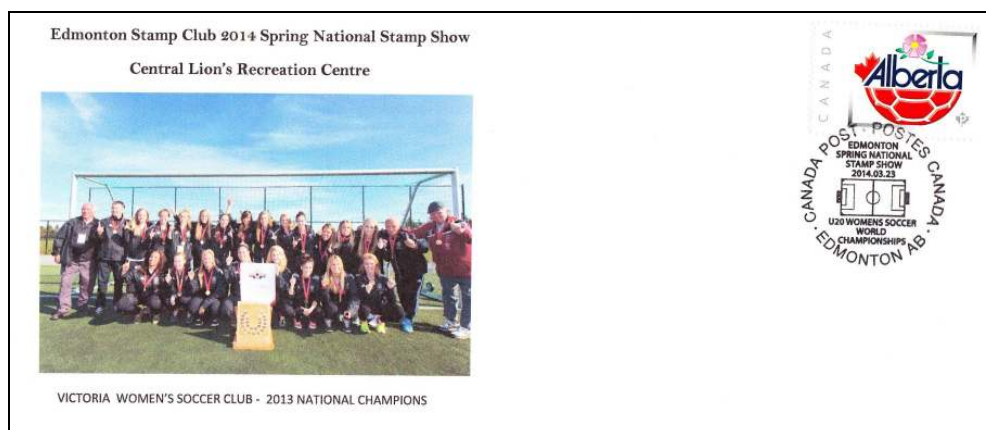 Edmonton Stamp Club 2014 Spring National Stamp Show
Central Lion's Recreation Centre
VICTORIA WOMEN'S SOCCER CLUB - 2013 NATIONAL CHAMPIONS
CANADA
Alberta
P
CANADA POST · POSTES CANADA
EDMONTON
SPRING NATIONAL
STAMP SHOW
2014.03.23
U20 WOMENS SOCCER
WORLD
CHAMPIONSHIPS
· EDMONTON AB ·